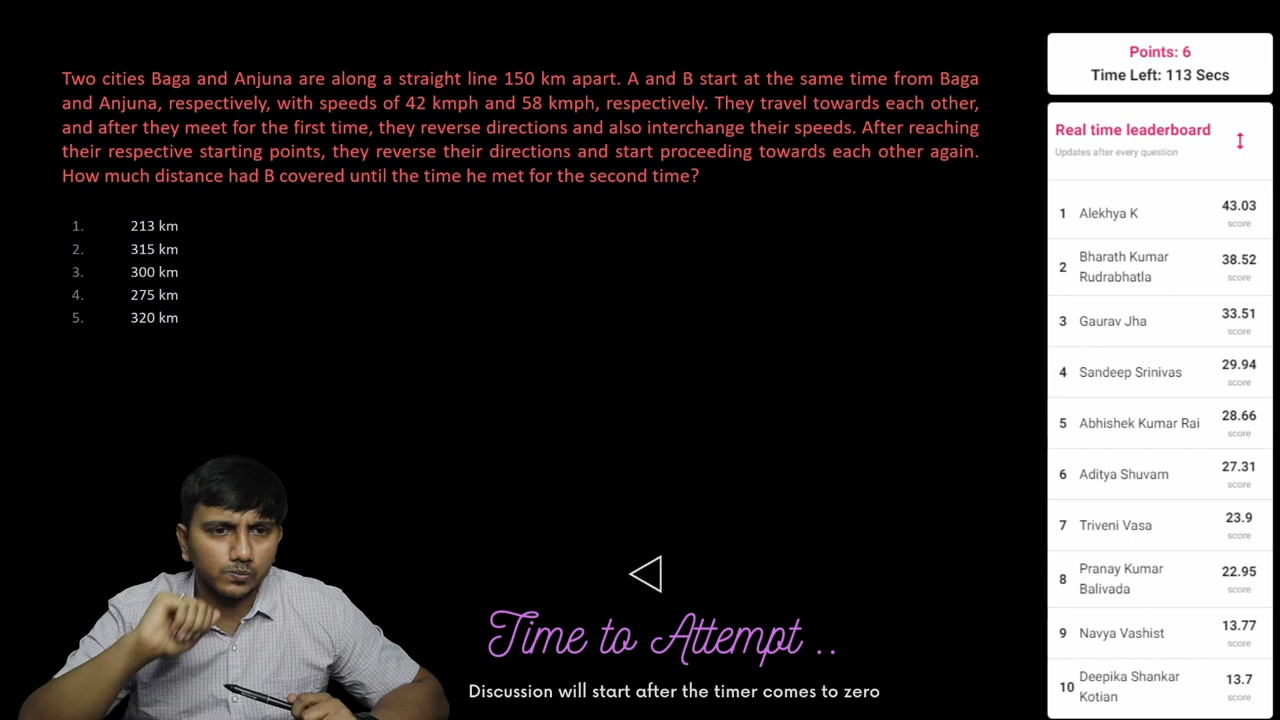 Two cities Baga and Anjuna are along a straight line 150 km apart. A and B start at the same time from Baga
and Anjuna, respectively, with speeds of 42 kmph and 58 kmph, respectively. They travel towards each other,
and after they meet for the first time, they reverse directions and also interchange their speeds. After reaching
their respective starting points, they reverse their directions and start proceeding towards each other again.
How much distance had B covered until the time he met for the second time?
1. 213 km
2. 315 km
3. 300 km
4. 275 km
5. 320 km
Time to Attempt ..
Discussion will start after the timer comes to zero
Points: 6
Time Left: 113 Secs
Real time leaderboard
Updates after every question
1 Alekhya K 43.03
score
2 Bharath Kumar Rudrabhatla 38.52
score
3 Gaurav Jha 33.51
score
4 Sandeep Srinivas 29.94
score
5 Abhishek Kumar Rai 28.66
score
6 Aditya Shuvam 27.31
score
7 Triveni Vasa 23.9
score
8 Pranay Kumar Balivada 22.95
score
9 Navya Vashist 13.77
score
10 Deepika Shankar Kotian 13.7
score